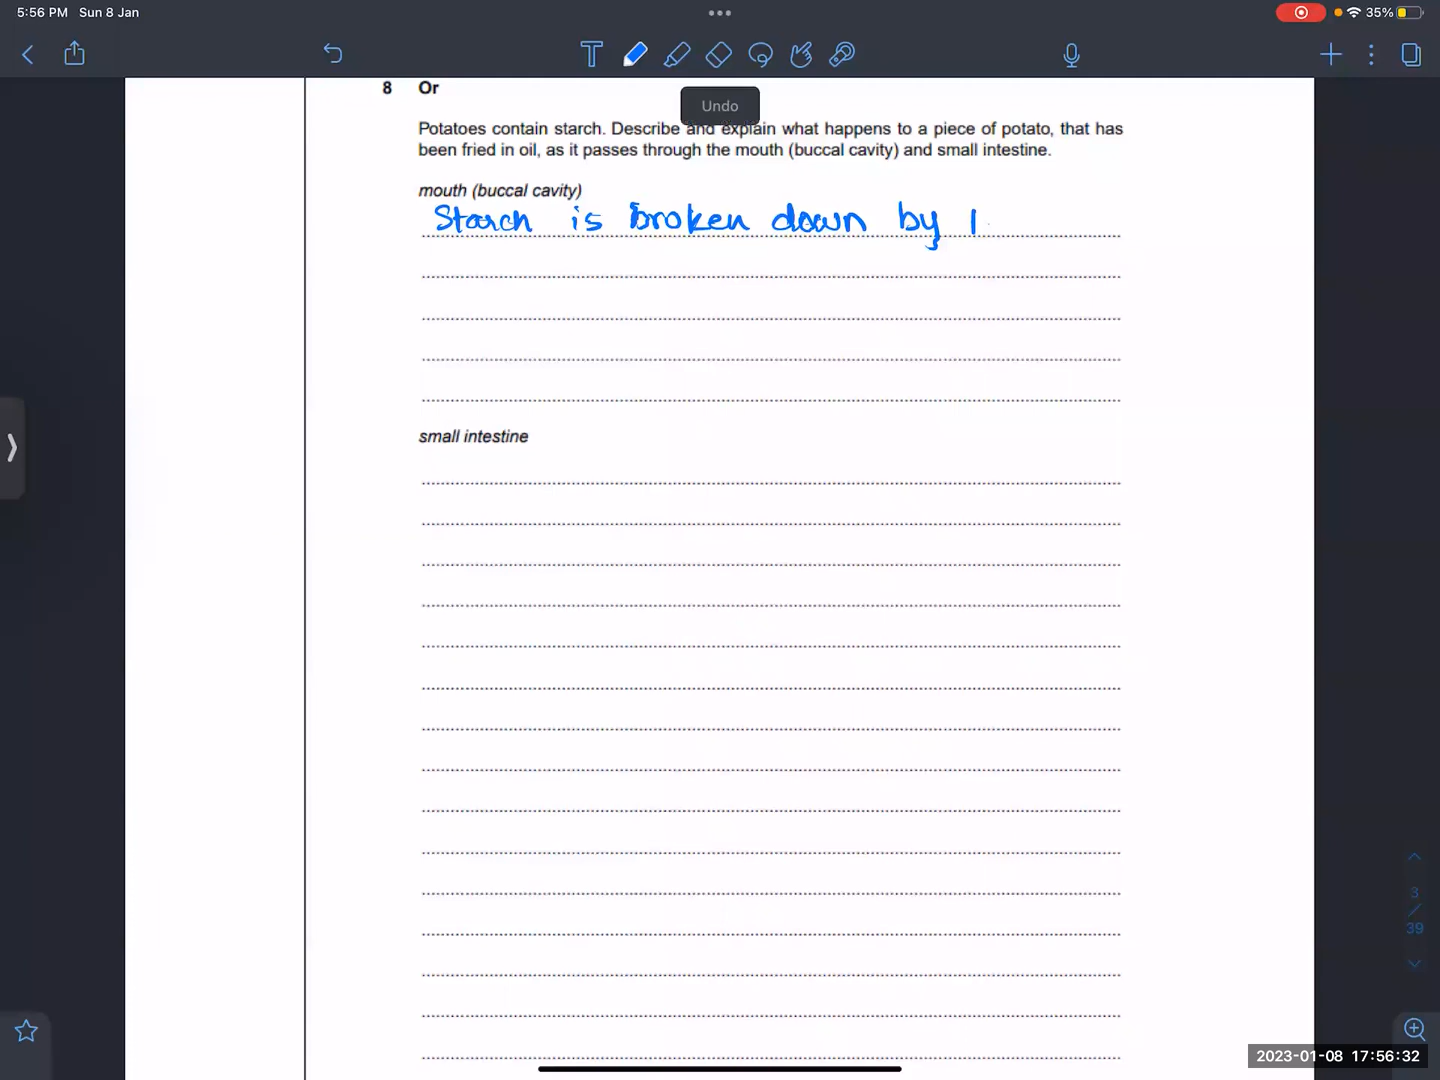 5:56 PM Sun 8 Jan
35%
8 Or
Undo
Potatoes contain starch. Describe and explain what happens to a piece of potato, that has
been fried in oil, as it passes through the mouth (buccal cavity) and small intestine.
mouth (buccal cavity)
Starch is broken down by
small intestine
3
/
39
2023-01-08 17:56:32